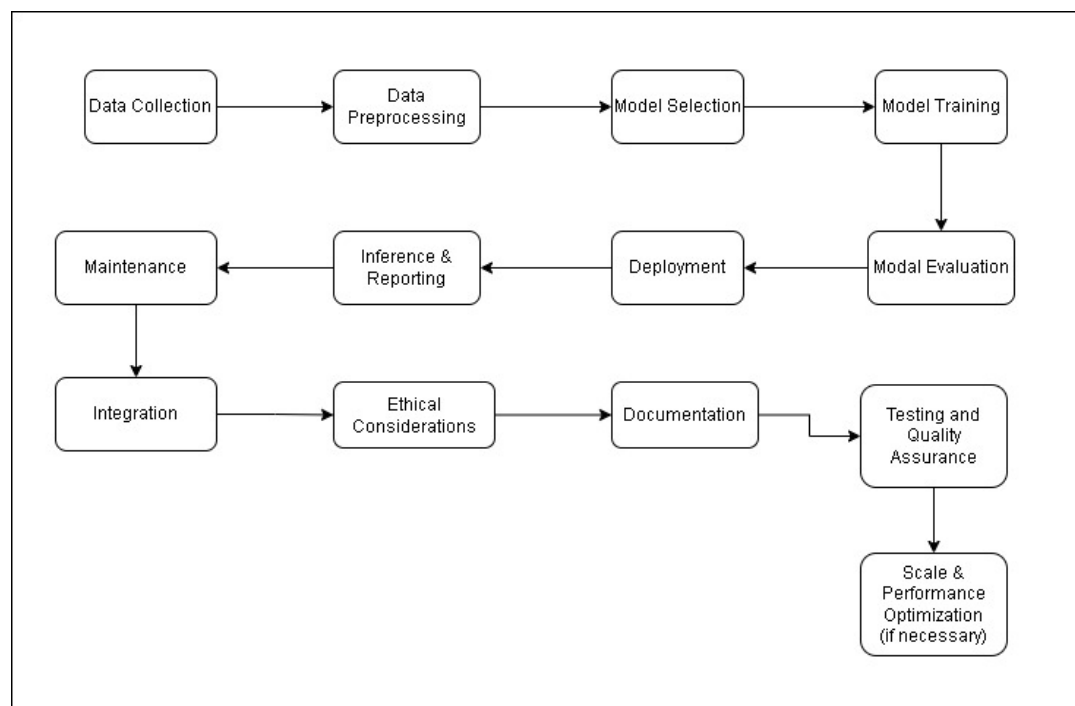 Data Collection
Data
Preprocessing
Model Selection
Model Training
Maintenance
Inference &
Reporting
Deployment
Modal Evaluation
Integration
Ethical
Considerations
Documentation
Testing and
Quality
Assurance
Scale &
Performance
Optimization
(if necessary)